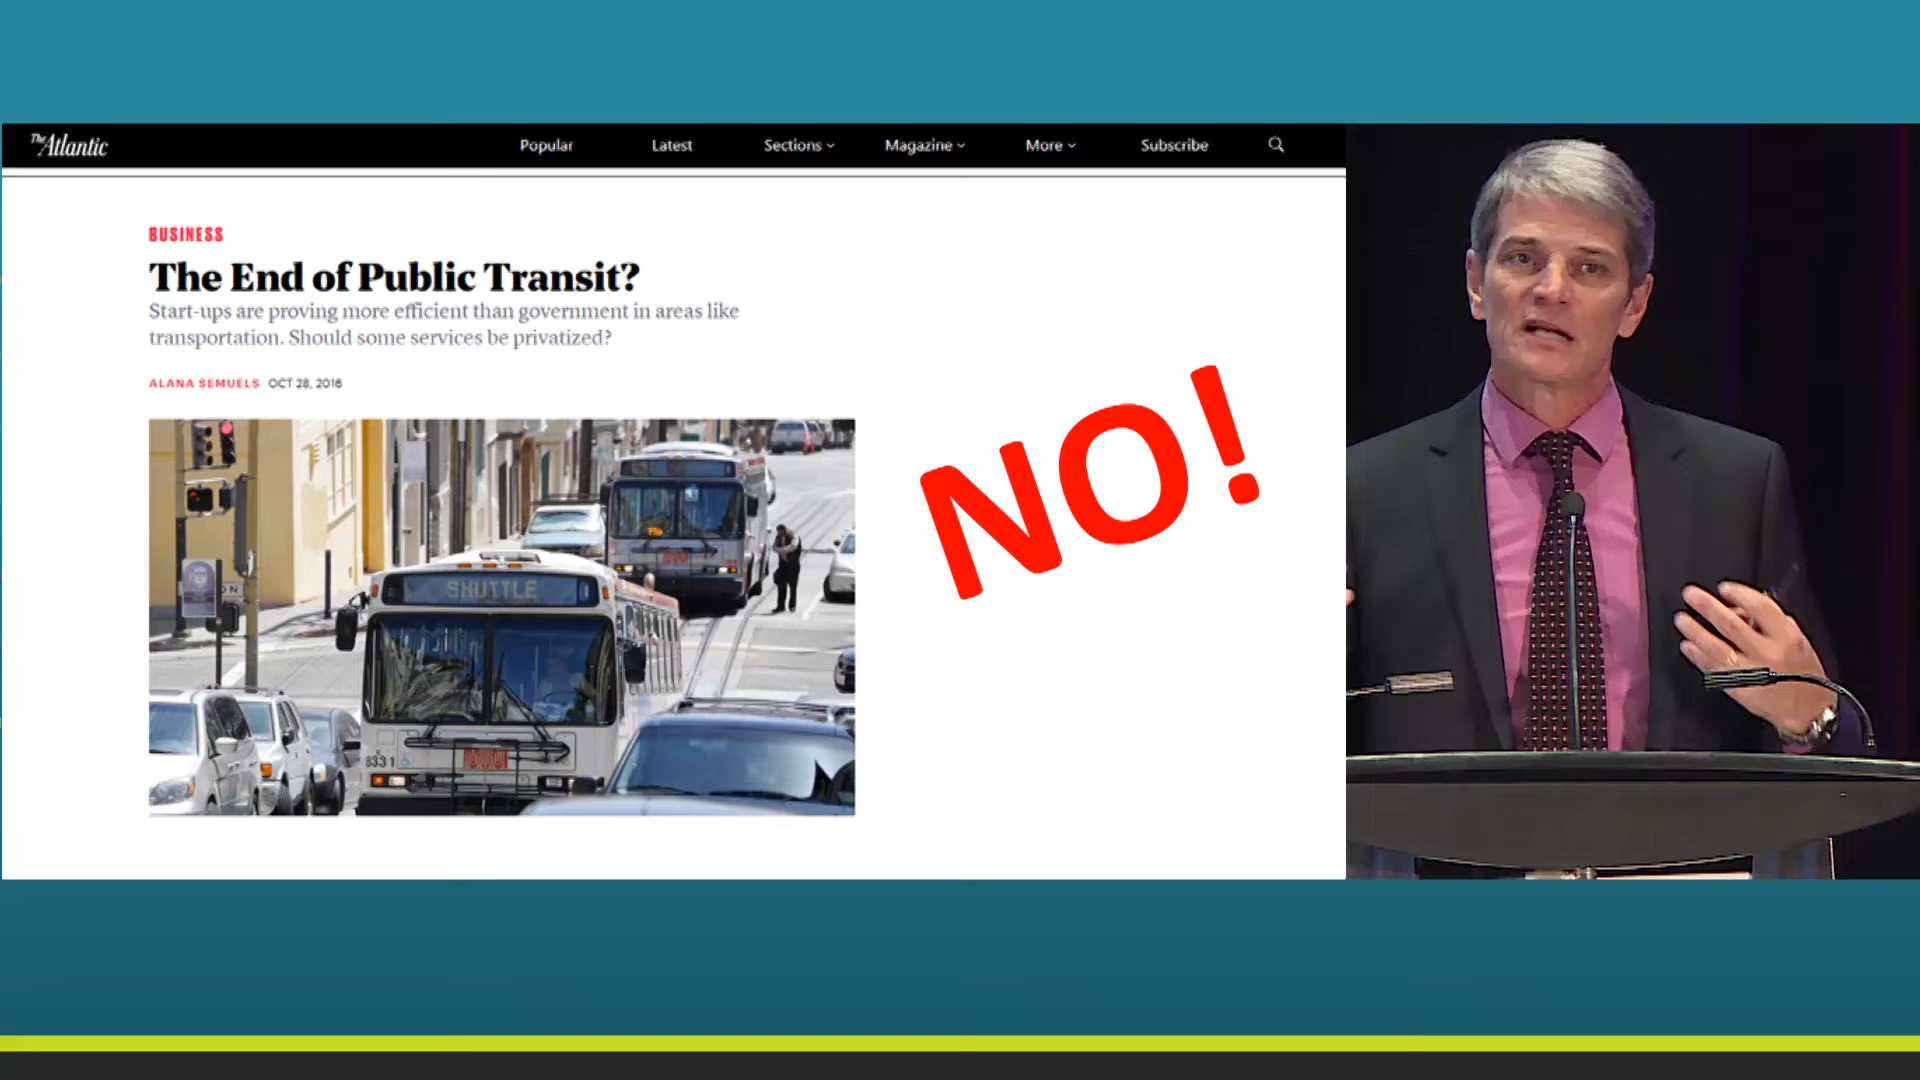 The Atlantic
Popular Latest Sections Magazine More Subscribe
BUSINESS
The End of Public Transit?
Start-ups are proving more efficient than government in areas like
transportation. Should some services be privatized?
ALANA SEMUELS OCT 28, 2016
NO!
SHUTTLE
8331